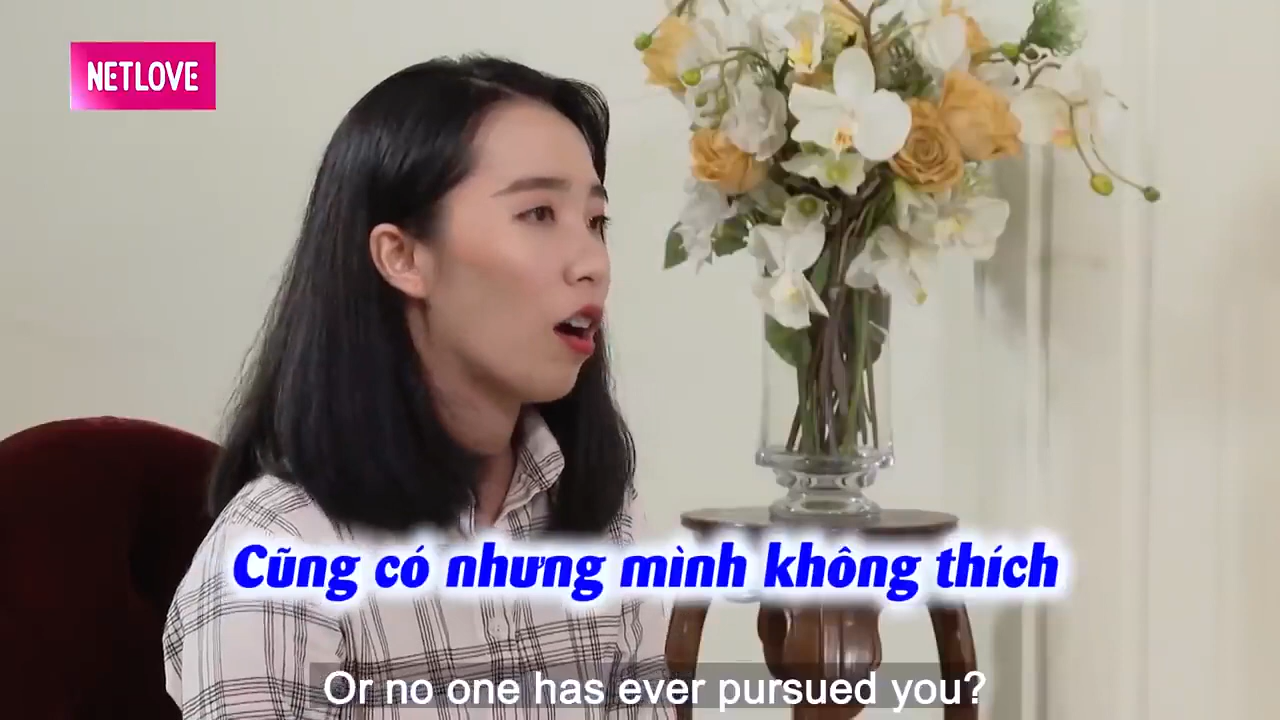 NETLOVE
Cũng có nhưng mình không thích
Or no one has ever pursued you?